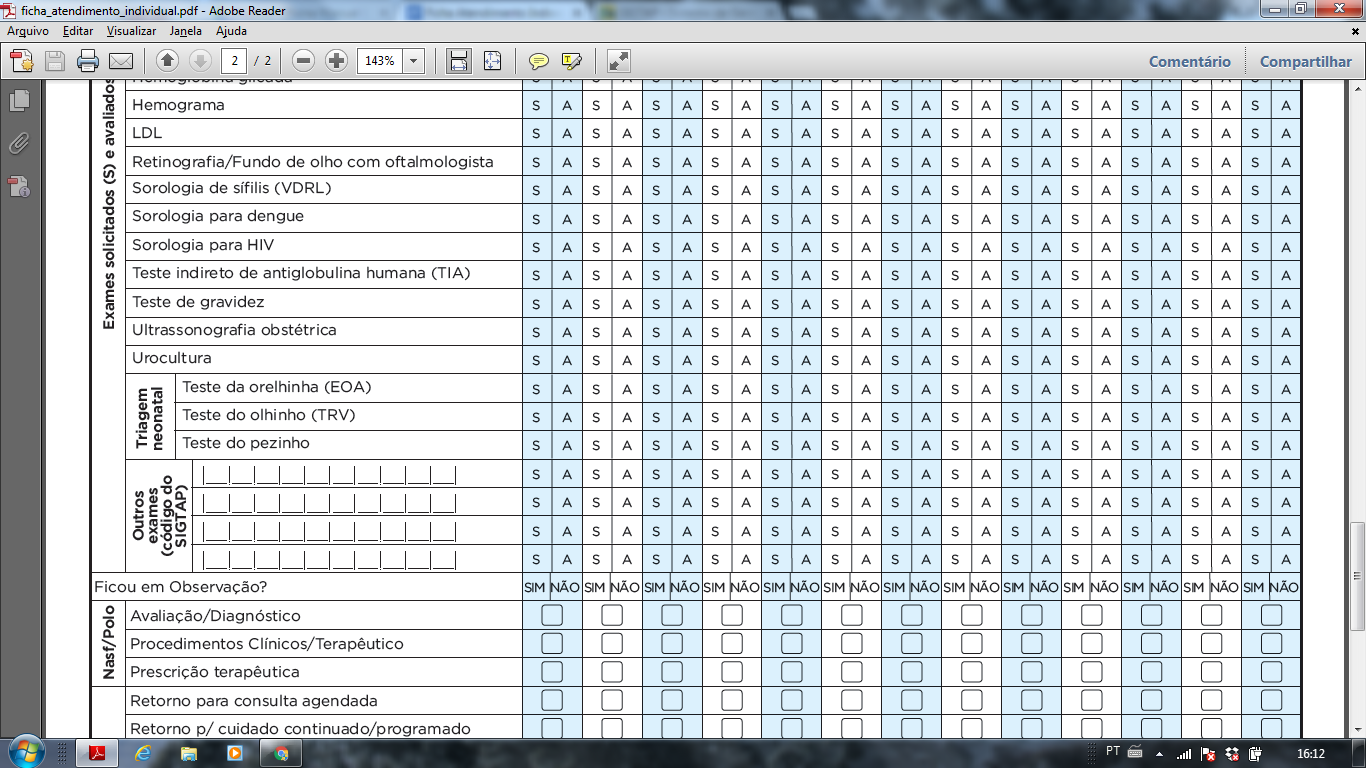 ficha_atendimento_individual.pdf - Adobe Reader
Arquivo Editar Visualizar Janela Ajuda
2 / 2 143% Comentário Compartilhar
Exames solicitados (S) e avaliados
Hemoglobina glicada S A S A S A S A S A S A S A S A S A S A S A S A S A
Hemograma S A S A S A S A S A S A S A S A S A S A S A S A S A
LDL S A S A S A S A S A S A S A S A S A S A S A S A S A
Retinografia/Fundo de olho com oftalmologista S A S A S A S A S A S A S A S A S A S A S A S A S A
Sorologia de sífilis (VDRL) S A S A S A S A S A S A S A S A S A S A S A S A S A
Sorologia para dengue S A S A S A S A S A S A S A S A S A S A S A S A S A
Sorologia para HIV S A S A S A S A S A S A S A S A S A S A S A S A S A
Teste indireto de antiglobulina humana (TIA) S A S A S A S A S A S A S A S A S A S A S A S A S A
Teste de gravidez S A S A S A S A S A S A S A S A S A S A S A S A S A
Ultrassonografia obstétrica S A S A S A S A S A S A S A S A S A S A S A S A S A
Urocultura S A S A S A S A S A S A S A S A S A S A S A S A S A
Triagem
neonatal
Teste da orelhinha (EOA) S A S A S A S A S A S A S A S A S A S A S A S A S A
Teste do olhinho (TRV) S A S A S A S A S A S A S A S A S A S A S A S A S A
Teste do pezinho S A S A S A S A S A S A S A S A S A S A S A S A S A
Outros
exames
(código do
SIGTAP)
S A S A S A S A S A S A S A S A S A S A S A S A S A
S A S A S A S A S A S A S A S A S A S A S A S A S A
S A S A S A S A S A S A S A S A S A S A S A S A S A
S A S A S A S A S A S A S A S A S A S A S A S A S A
Ficou em Observação? SIM NÃO SIM NÃO SIM NÃO SIM NÃO SIM NÃO SIM NÃO SIM NÃO SIM NÃO SIM NÃO SIM NÃO SIM NÃO SIM NÃO SIM NÃO
Nasf/Polo
Avaliação/Diagnóstico
Procedimentos Clínicos/Terapêutico
Prescrição terapêutica
Retorno para consulta agendada
Retorno p/ cuidado continuado/programado
PT 16:12